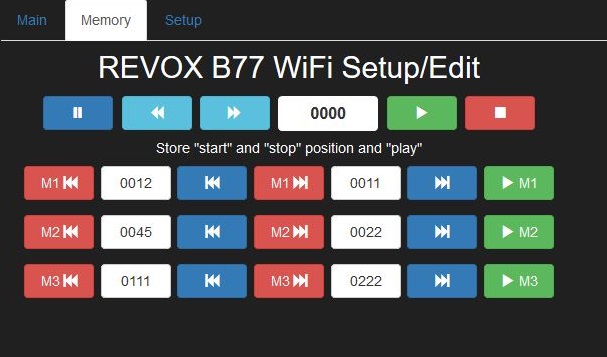 Main Memory Setup
REVOX B77 WiFi Setup/Edit
0000
Store "start" and "stop" position and "play"
M1 0012 M1 0011 M1
M2 0045 M2 0022 M2
M3 0111 M3 0222 M3